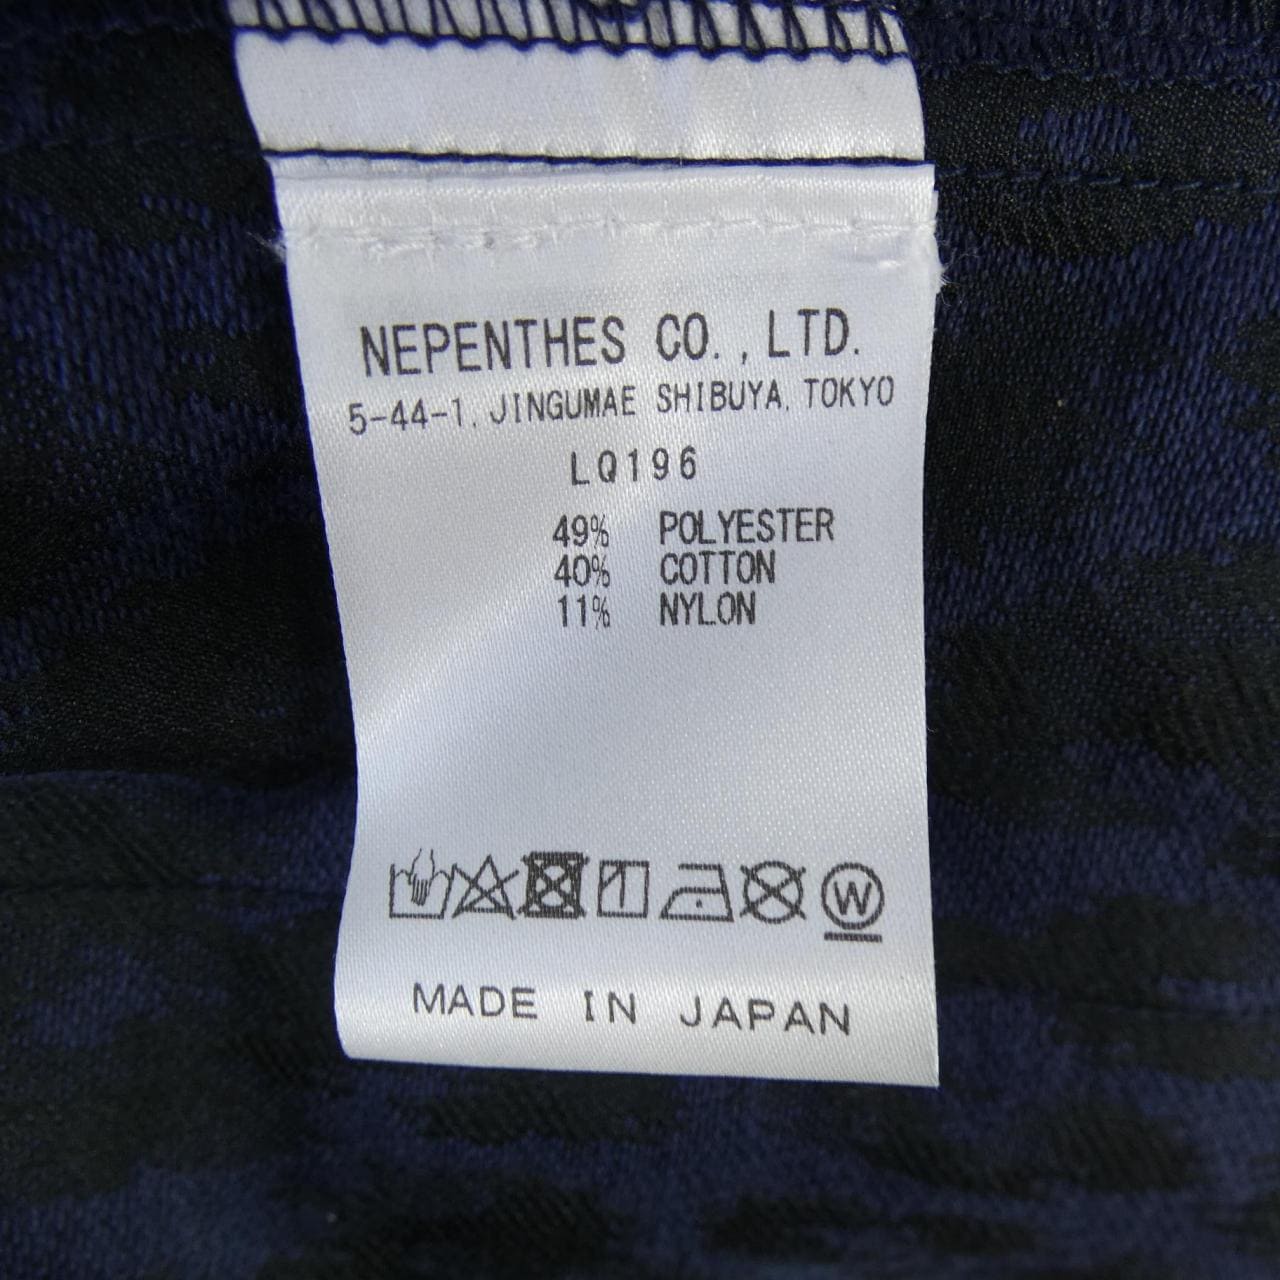 NEPENTHES CO., LTD.
5-44-1, JINGUMAE SHIBUYA, TOKYO
LQ196
49% POLYESTER
40% COTTON
11% NYLON
W
MADE IN JAPAN